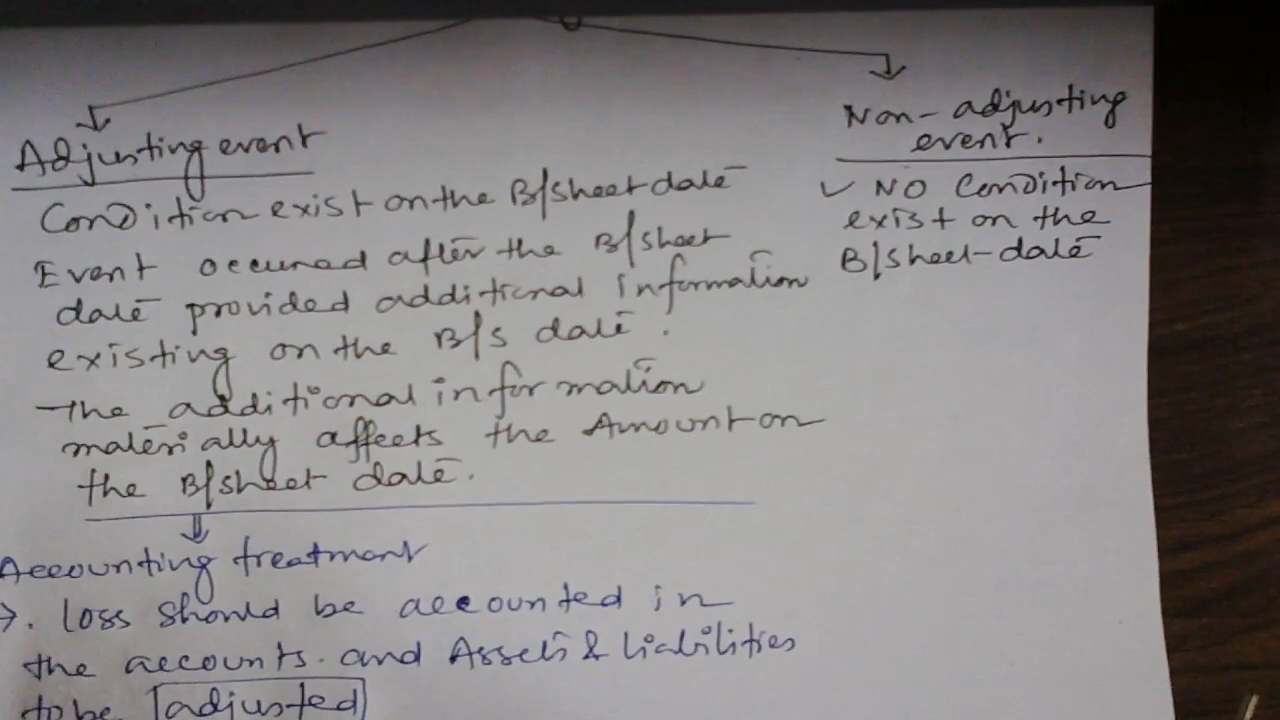 Adjusting event
Condition exist on the B/sheet date
Event occured after the B/sheet
date provided additional information
existing on the B/s date.
The additional information
materially affects the Amount on
the B/sheet date.
Accounting treatment
→. Loss should be accounted in
the accounts. and Assets & Liabilities
to be adjusted
Non-adjusting
event.
✓ NO Condition
exist on the
B/sheet-date